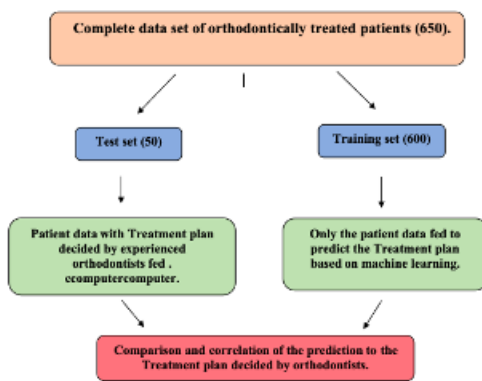 Complete data set of orthodontically treated patients (650).
Test set (50)
Training set (600)
Patient data with Treatment plan
decided by experienced
orthodontists fed .
ccomputercomputer.
Only the patient data fed to
predict the Treatment plan
based on machine learning.
Comparison and correlation of the prediction to the
Treatment plan decided by orthodontists.